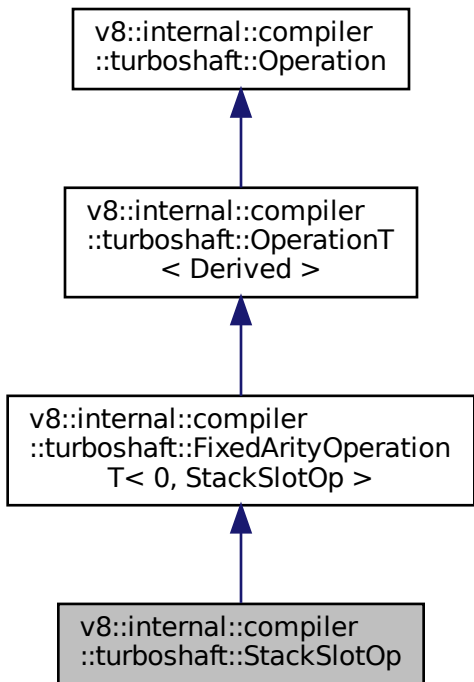 v8::internal::compiler
::turboshaft::Operation
v8::internal::compiler
::turboshaft::OperationT
< Derived >
v8::internal::compiler
::turboshaft::FixedArityOperation
T< 0, StackSlotOp >
v8::internal::compiler
::turboshaft::StackSlotOp